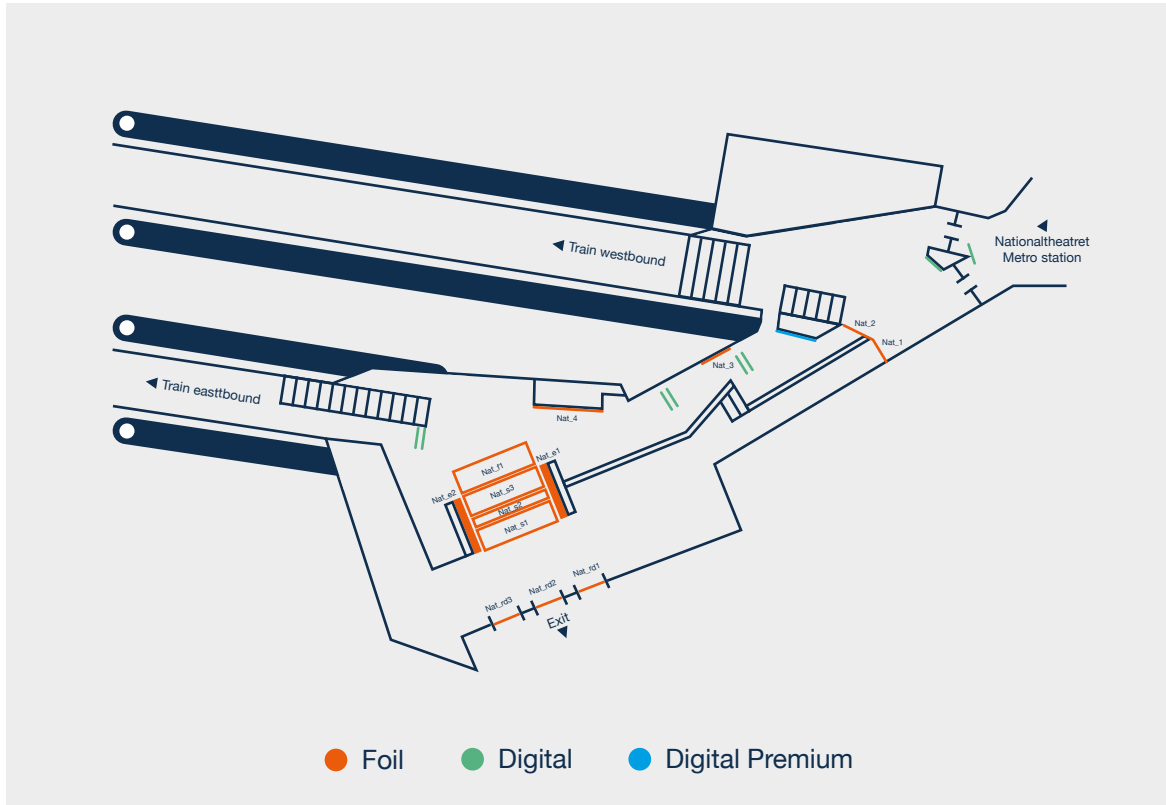 Train westbound
Nationaltheatret
Metro station
Nat_2
Nat_1
Nat_3
Train easttbound
Nat_4
Nat_e1
Nat_f1
Nat_e2
Nat_s3
Nat_s2
Nat_s1
Nat_rd1
Nat_rd2
Nat_rd3
Exit
Foil
Digital
Digital Premium